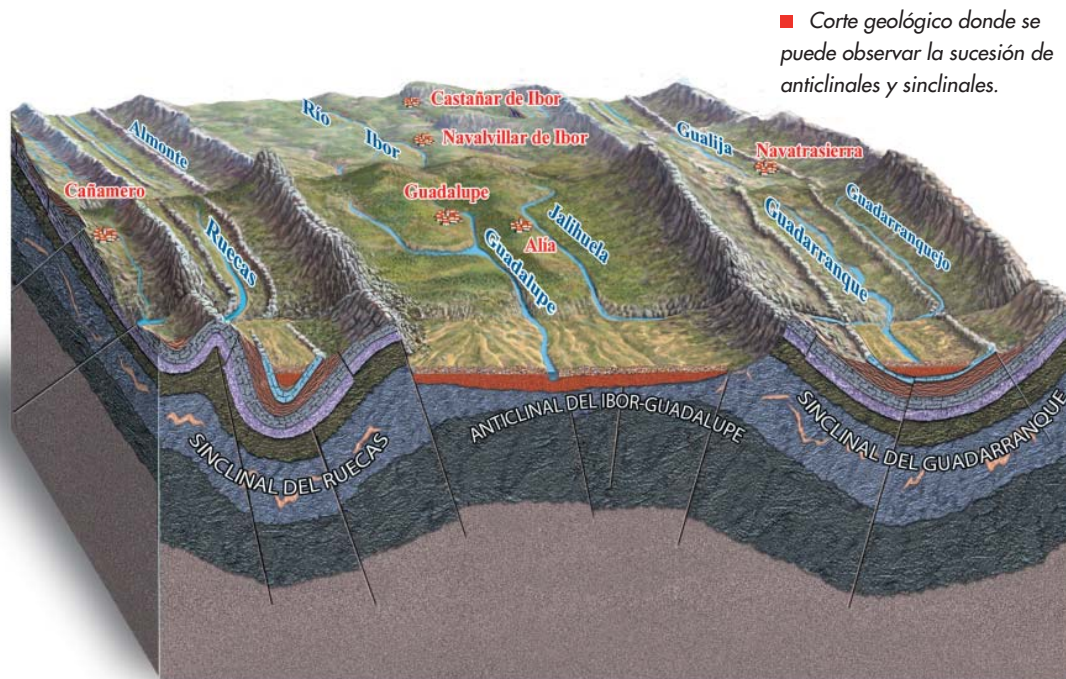 Corte geológico donde se
puede observar la sucesión de
anticlinales y sinclinales.
Castañar de Ibor
Río
Ibor
Navalvillar de Ibor
Almonte
Gualija
Navatrasierra
Cañamero
Guadalupe
Ruecas
Alía
Jalihuela
Guadalupe
Guadarranque
Guadarranquejo
SINCLINAL DEL RUECAS
ANTICLINAL DEL IBOR-GUADALUPE
SINCLINAL DEL GUADARRANQUE